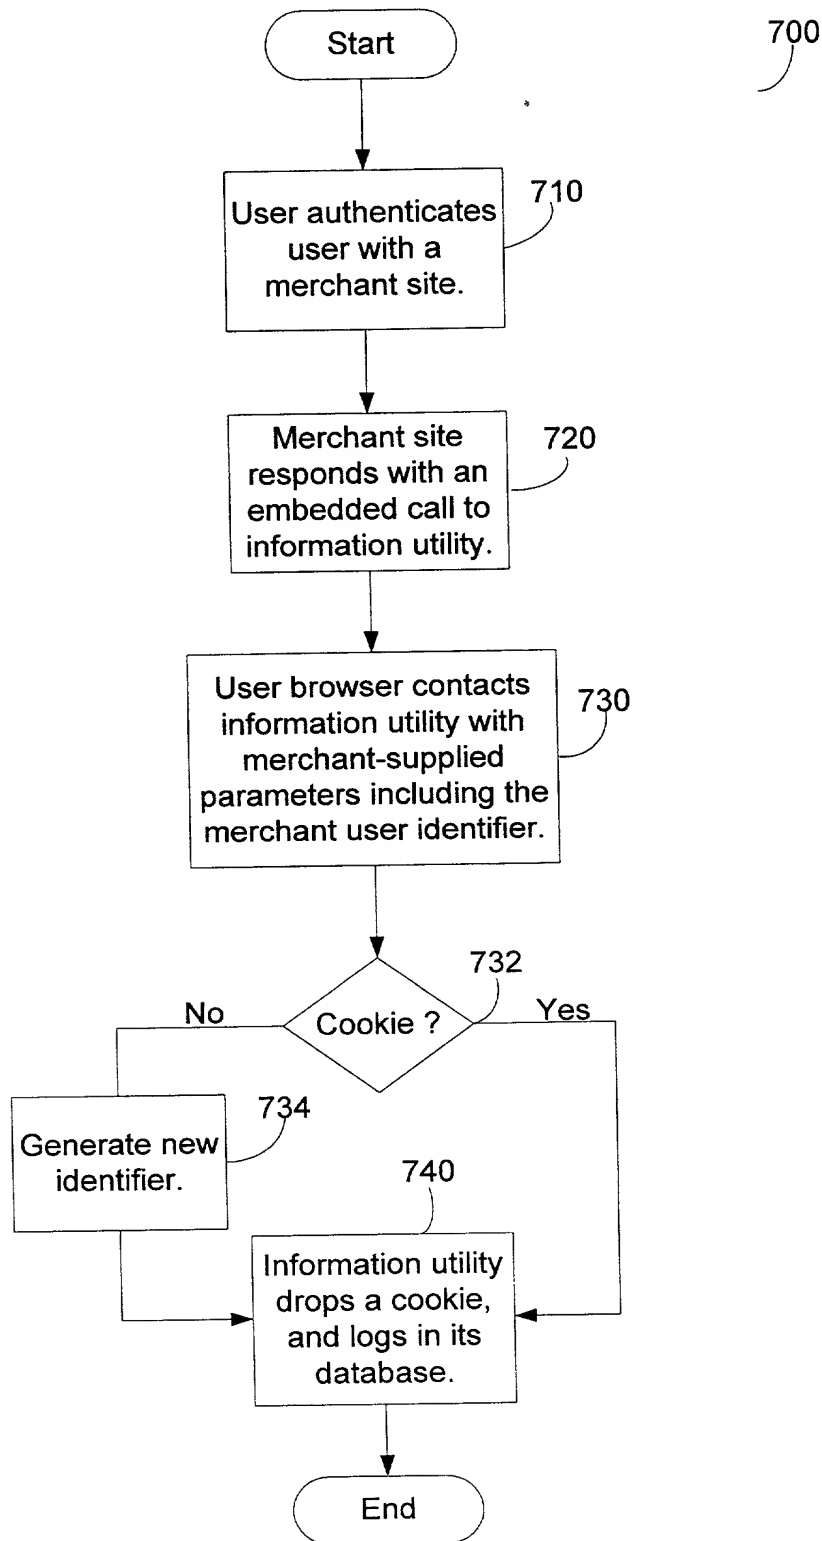 Start
700
User authenticates
user with a
merchant site.
710
Merchant site
responds with an
embedded call to
information utility.
720
User browser contacts
information utility with
merchant-supplied
parameters including the
merchant user identifier.
730
732
No
Cookie ?
Yes
Generate new
identifier.
734
740
Information utility
drops a cookie,
and logs in its
database.
End